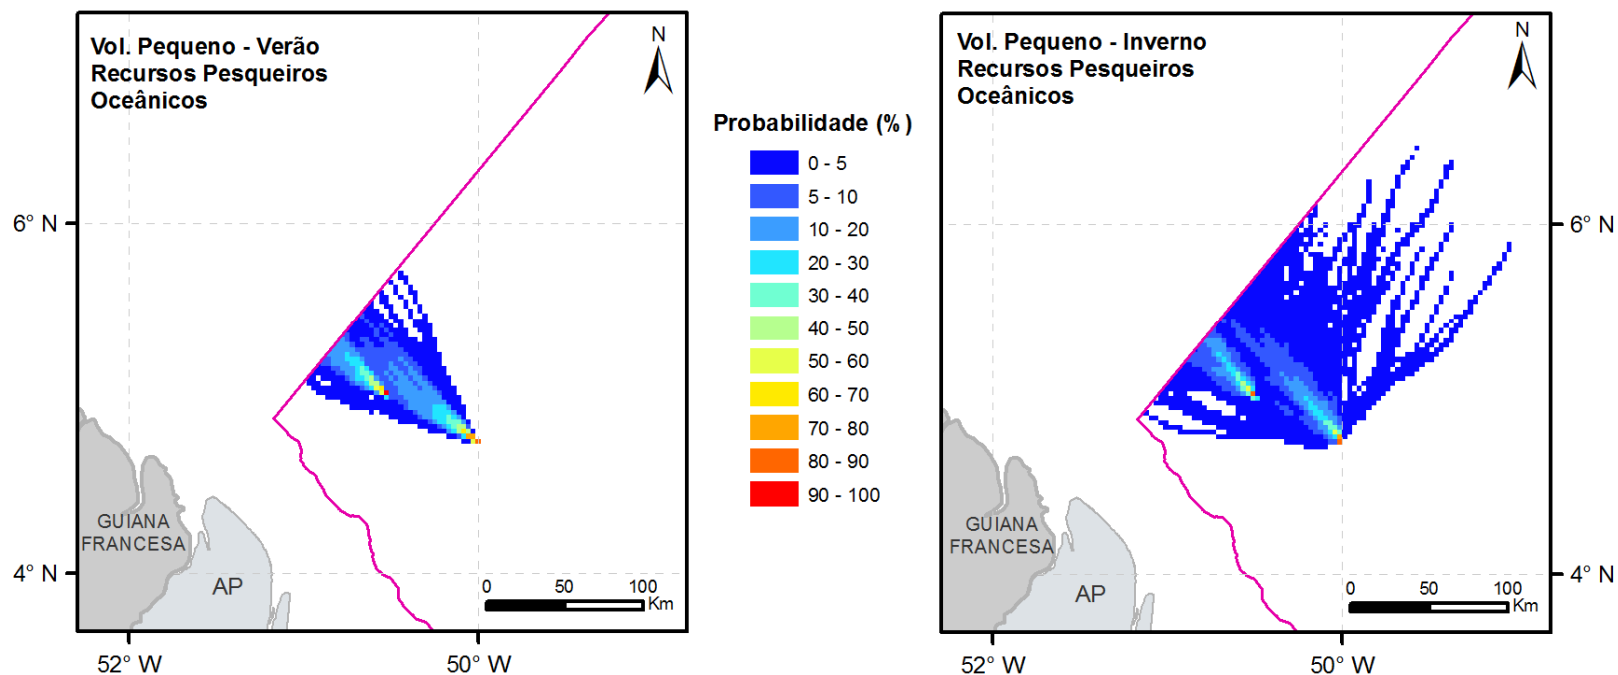 Vol. Pequeno - Verão
Recursos Pesqueiros
Oceânicos
N
6° N
4° N
GUIANA
FRANCESA
AP
0 50 100
Km
52° W
50° W
Probabilidade (%)
0 - 5
5 - 10
10 - 20
20 - 30
30 - 40
40 - 50
50 - 60
60 - 70
70 - 80
80 - 90
90 - 100
Vol. Pequeno - Inverno
Recursos Pesqueiros
Oceânicos
N
6° N
4° N
GUIANA
FRANCESA
AP
0 50 100
Km
52° W
50° W